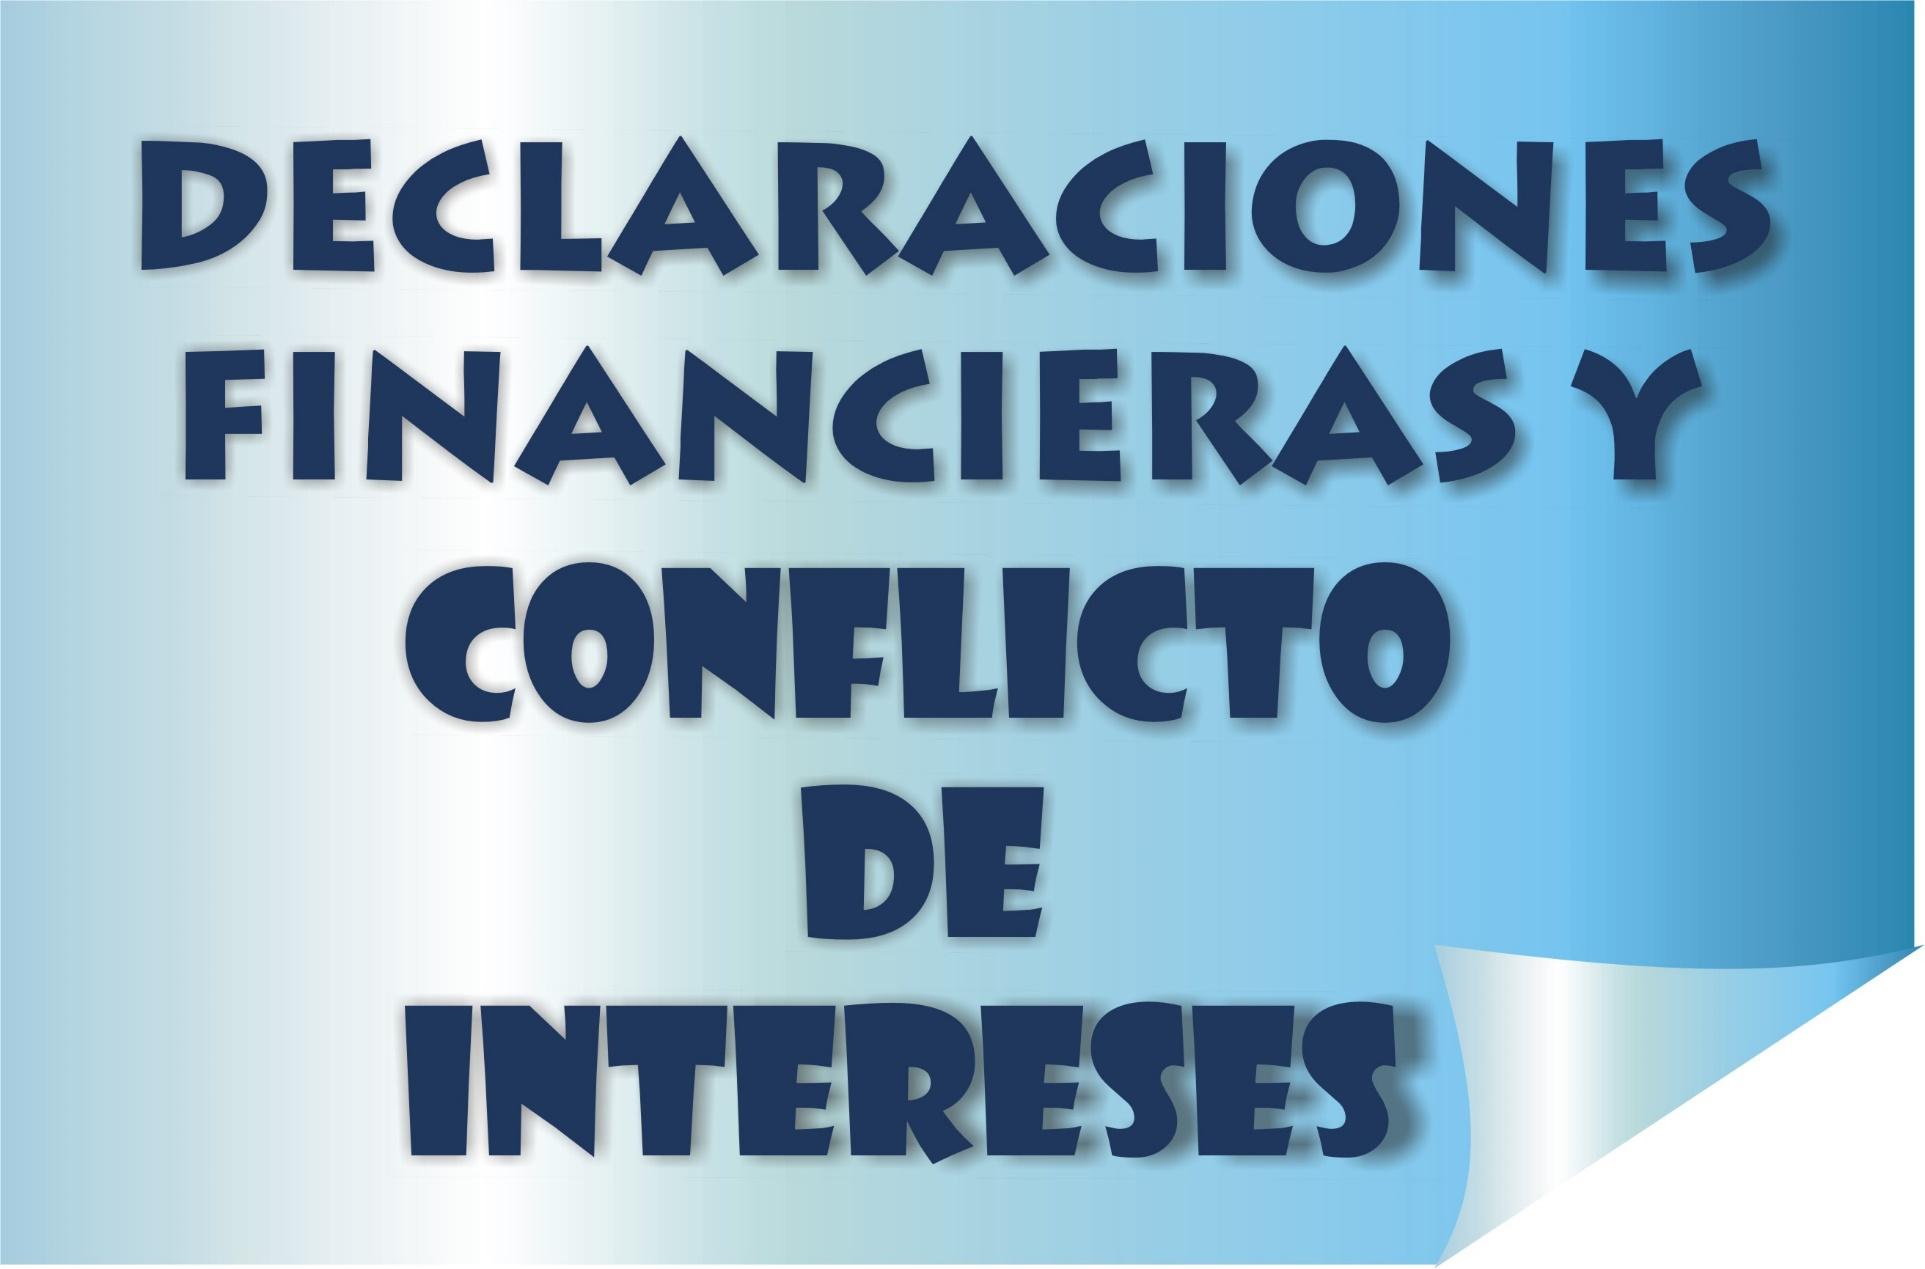 DECLARACIONES
FINANCIERAS Y
CONFLICTO
DE
INTERESES